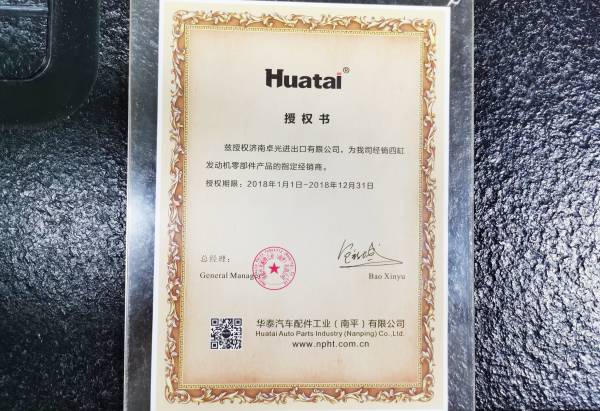 Huatai®
授权书
兹授权济南卓光进出口有限公司，为我司经销四缸
发动机零部件产品的指定经销商。
授权期限：2018年1月1日-2018年12月31日
总经理：
General Manager
Bao Xinyu
华泰汽车配件工业（南平）有限公司
Huatai Auto Parts Industry (Nanping) Co., Ltd.
www.npht.com.cn